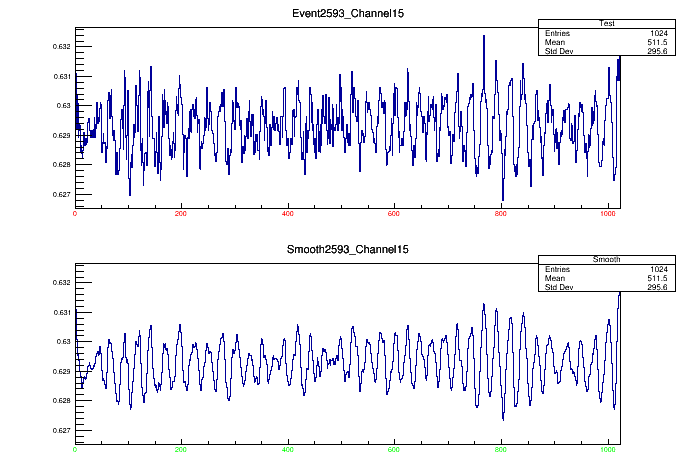 Event2593_Channel15
Test
Entries 1024
Mean 511.5
Std Dev 295.6
0.632
0.631
0.63
0.629
0.628
0.627
0 200 400 600 800 1000
Smooth2593_Channel15
Smooth
Entries 1024
Mean 511.5
Std Dev 295.6
0.632
0.631
0.63
0.629
0.628
0.627
0 200 400 600 800 1000